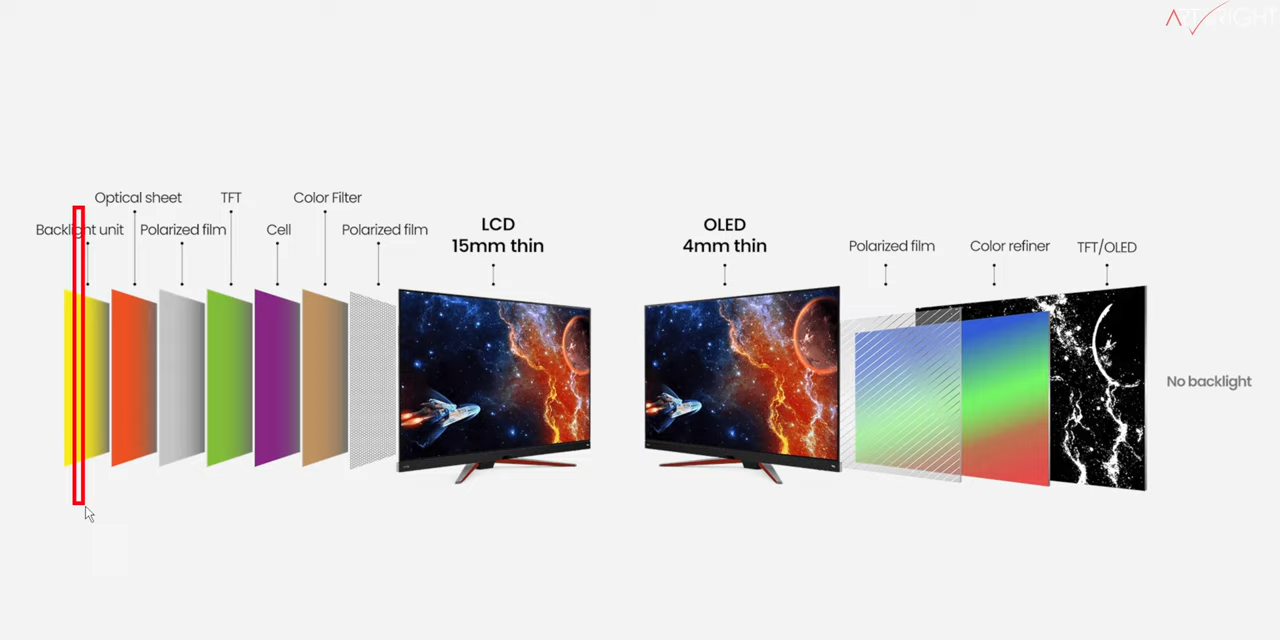 ARTISRIGHT
Optical sheet
TFT
Color Filter
Backlight unit
Polarized film
Cell
Polarized film
LCD
15mm thin
OLED
4mm thin
Polarized film
Color refiner
TFT/OLED
No backlight